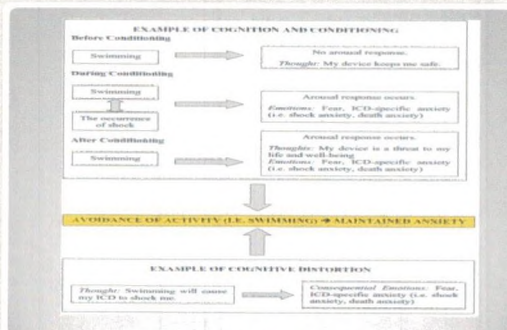 EXAMPLE OF COGNITION AND CONDITIONING
Before Conditioning
Swimming
No arousal response.
Thought: My device keeps me safe.
During Conditioning
Swimming
The occurrence
of shock
Arousal response occurs.
Emotions: Fear, ICD-specific anxiety
(i.e. shock anxiety, death anxiety)
After Conditioning
Swimming
Arousal response occurs.
Thoughts: My device is a threat to my
life and well-being
Emotions: Fear, ICD-specific anxiety
(i.e. shock anxiety, death anxiety)
AVOIDANCE OF ACTIVITY (I.E. SWIMMING) → MAINTAINED ANXIETY
EXAMPLE OF COGNITIVE DISTORTION
Thought: Swimming will cause
my ICD to shock me.
Consequential Emotions: Fear,
ICD-specific anxiety (i.e. shock
anxiety, death anxiety)